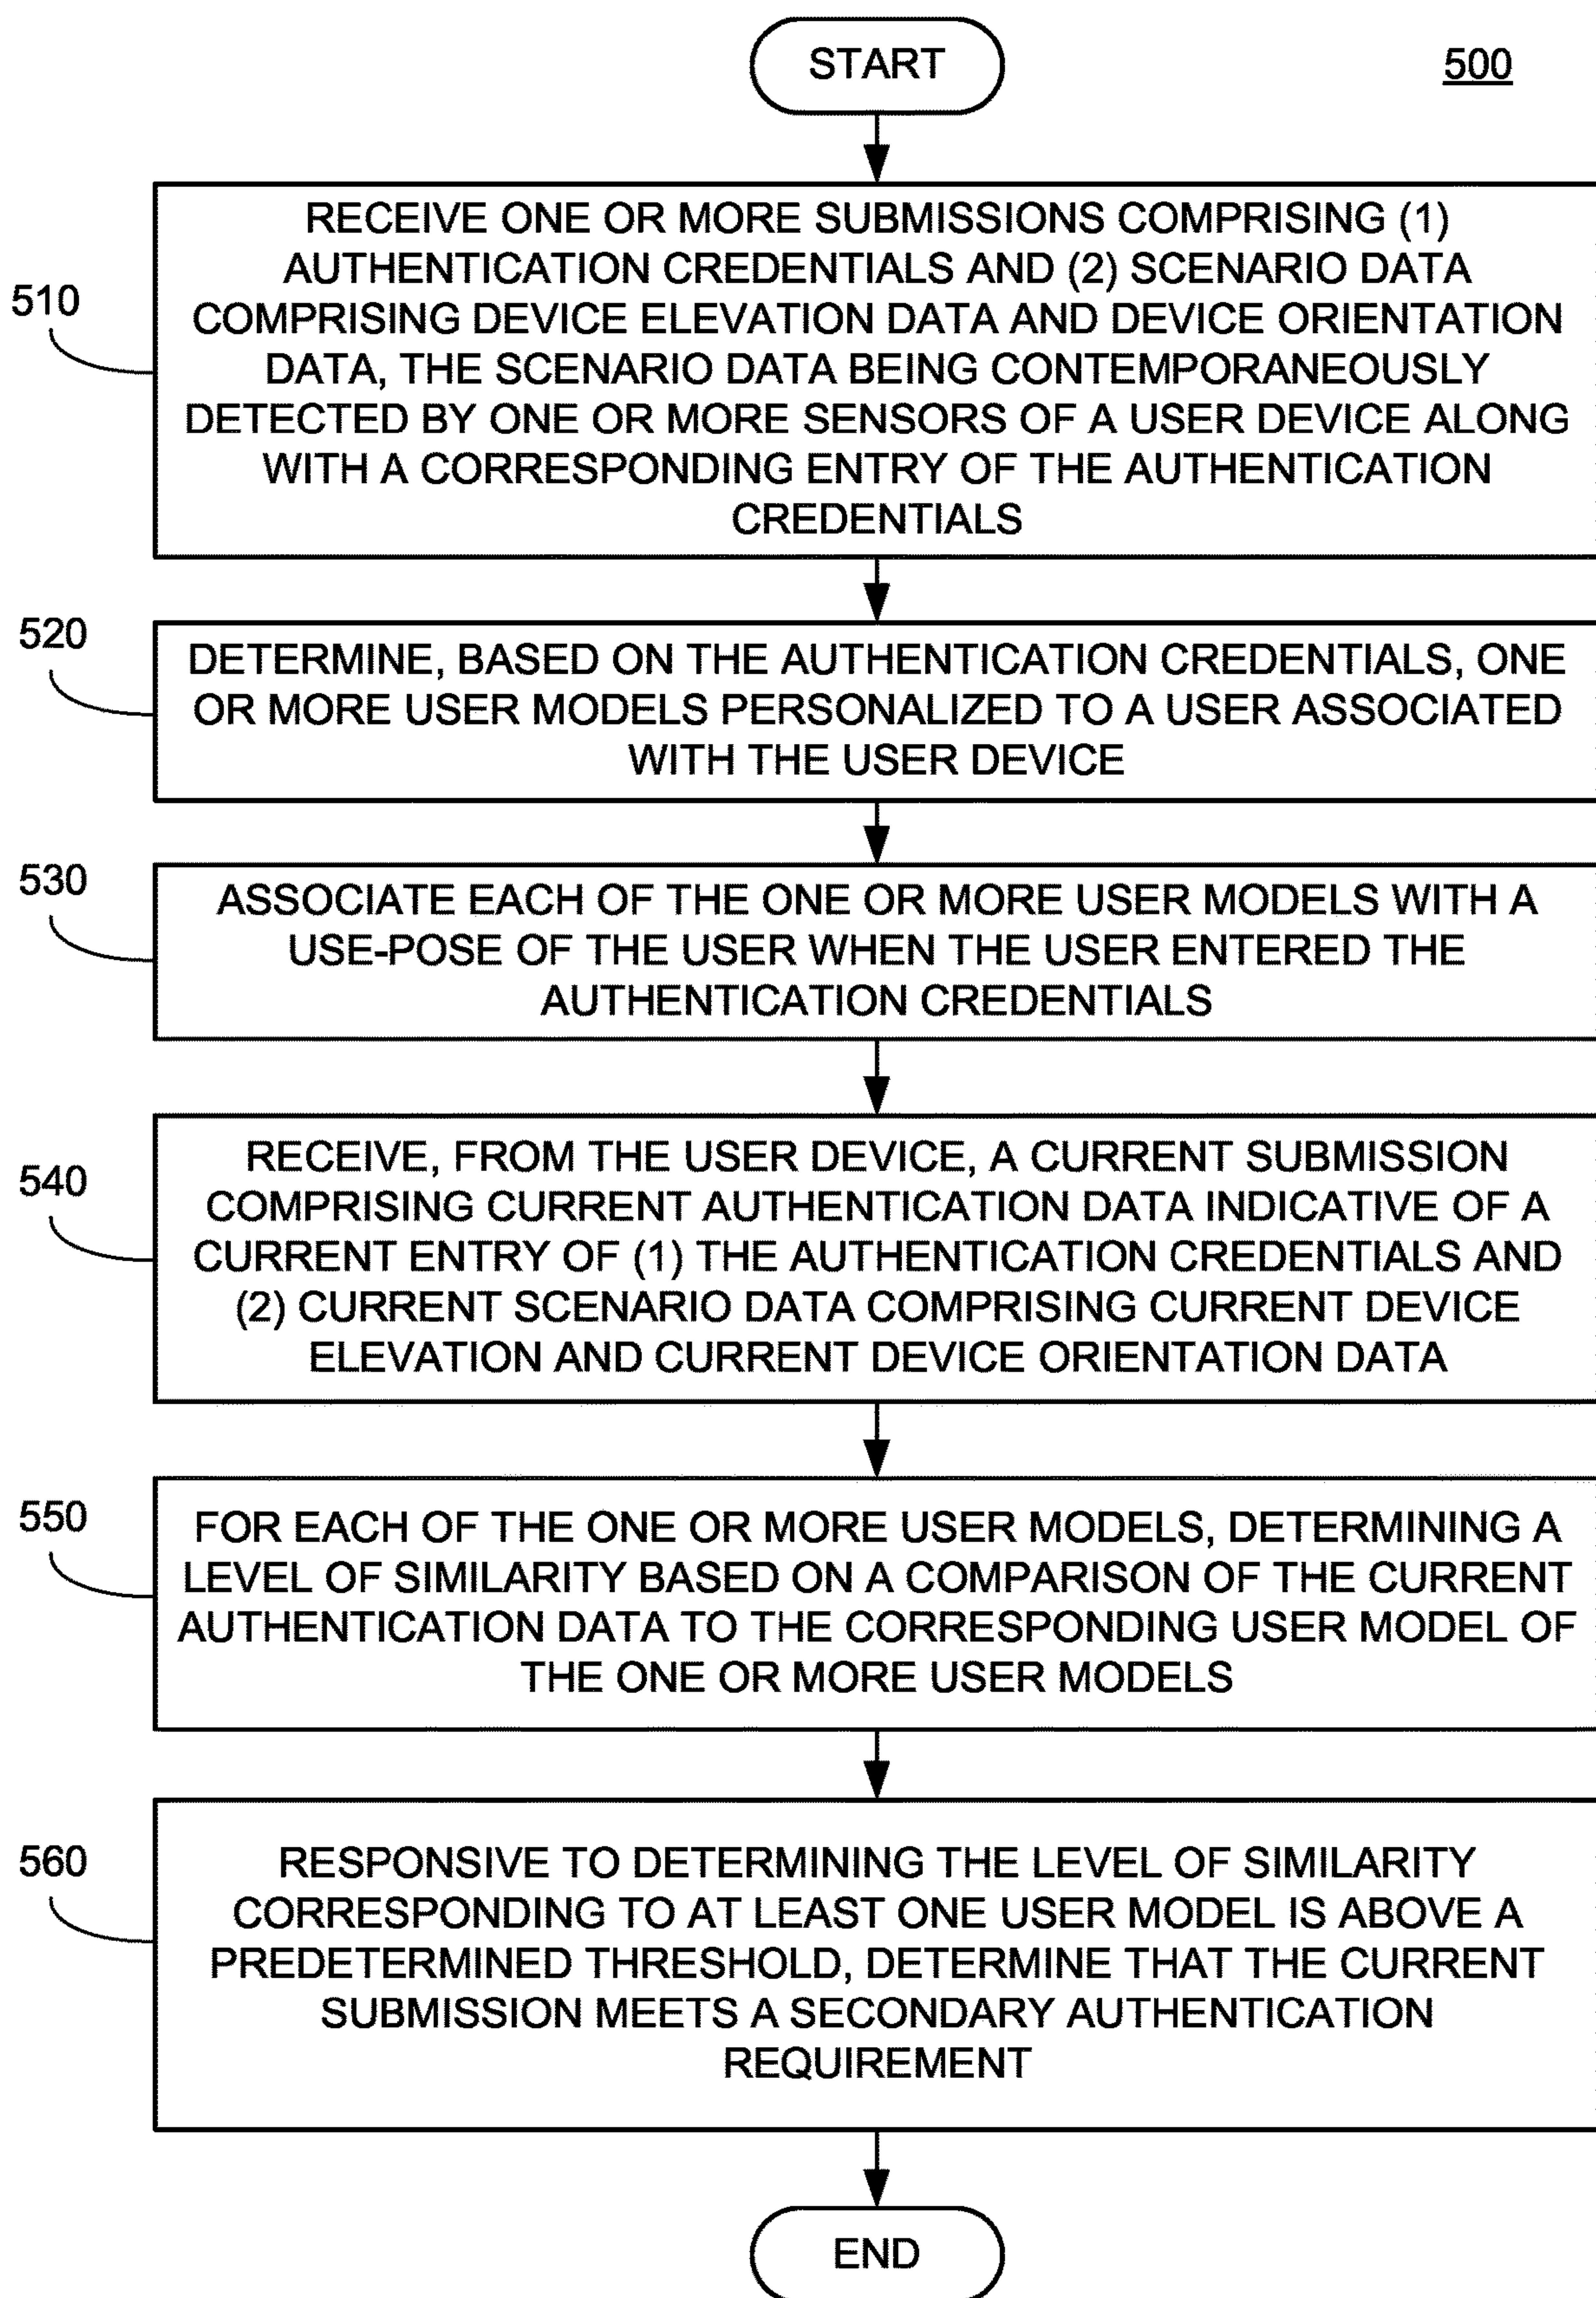 START
500
510
RECEIVE ONE OR MORE SUBMISSIONS COMPRISING (1)
AUTHENTICATION CREDENTIALS AND (2) SCENARIO DATA
COMPRISING DEVICE ELEVATION DATA AND DEVICE ORIENTATION
DATA, THE SCENARIO DATA BEING CONTEMPORANEOUSLY
DETECTED BY ONE OR MORE SENSORS OF A USER DEVICE ALONG
WITH A CORRESPONDING ENTRY OF THE AUTHENTICATION
CREDENTIALS
520
DETERMINE, BASED ON THE AUTHENTICATION CREDENTIALS, ONE
OR MORE USER MODELS PERSONALIZED TO A USER ASSOCIATED
WITH THE USER DEVICE
530
ASSOCIATE EACH OF THE ONE OR MORE USER MODELS WITH A
USE-POSE OF THE USER WHEN THE USER ENTERED THE
AUTHENTICATION CREDENTIALS
540
RECEIVE, FROM THE USER DEVICE, A CURRENT SUBMISSION
COMPRISING CURRENT AUTHENTICATION DATA INDICATIVE OF A
CURRENT ENTRY OF (1) THE AUTHENTICATION CREDENTIALS AND
(2) CURRENT SCENARIO DATA COMPRISING CURRENT DEVICE
ELEVATION AND CURRENT DEVICE ORIENTATION DATA
550
FOR EACH OF THE ONE OR MORE USER MODELS, DETERMINING A
LEVEL OF SIMILARITY BASED ON A COMPARISON OF THE CURRENT
AUTHENTICATION DATA TO THE CORRESPONDING USER MODEL OF
THE ONE OR MORE USER MODELS
560
RESPONSIVE TO DETERMINING THE LEVEL OF SIMILARITY
CORRESPONDING TO AT LEAST ONE USER MODEL IS ABOVE A
PREDETERMINED THRESHOLD, DETERMINE THAT THE CURRENT
SUBMISSION MEETS A SECONDARY AUTHENTICATION
REQUIREMENT
END